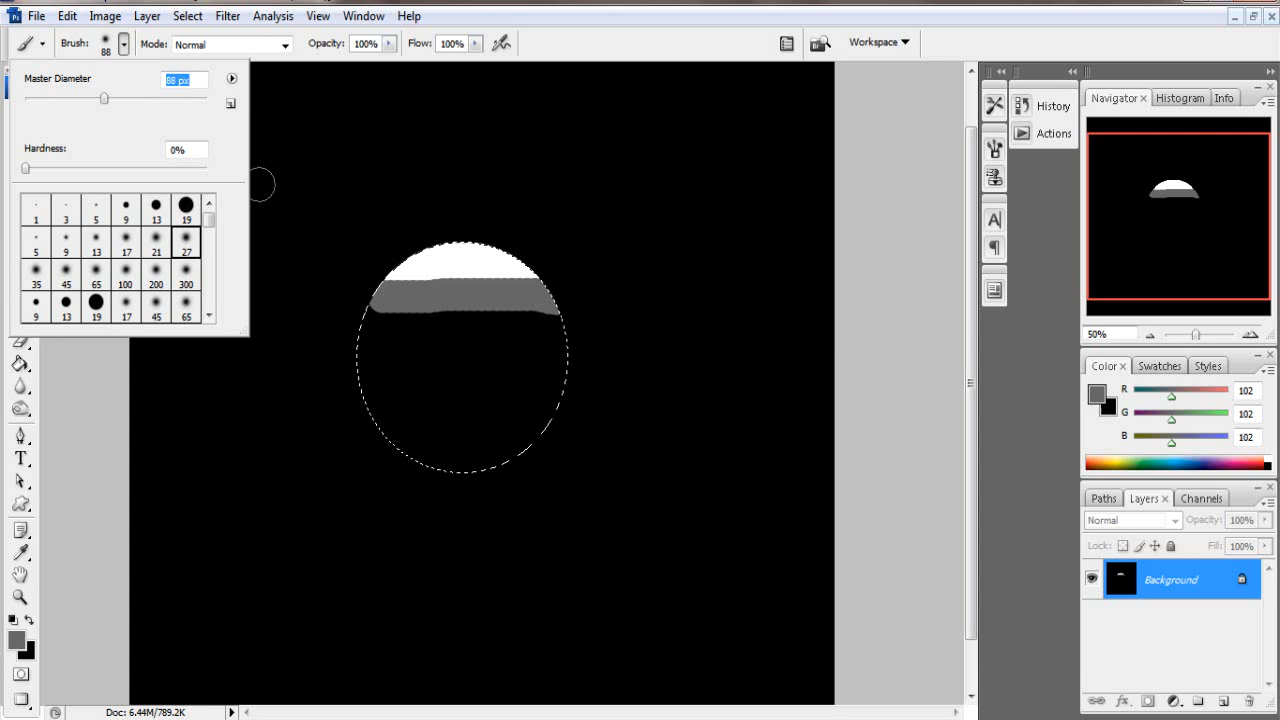 Ps File Edit Image Layer Select Filter Analysis View Window Help
Brush: 88 Mode: Normal Opacity: 100% Flow: 100% Workspace
Master Diameter 88 px
Hardness: 0%
1 3 5 9 13 19
5 9 13 17 21 27
35 45 65 100 200 300
9 13 19 17 45 65
T
History
Actions
A
Navigator Histogram Info
50%
Color Swatches Styles
R 102
G 102
B 102
Paths Layers Channels
Normal Opacity: 100%
Lock: Fill: 100%
Background
fx
Doc: 6.44M/789.2K